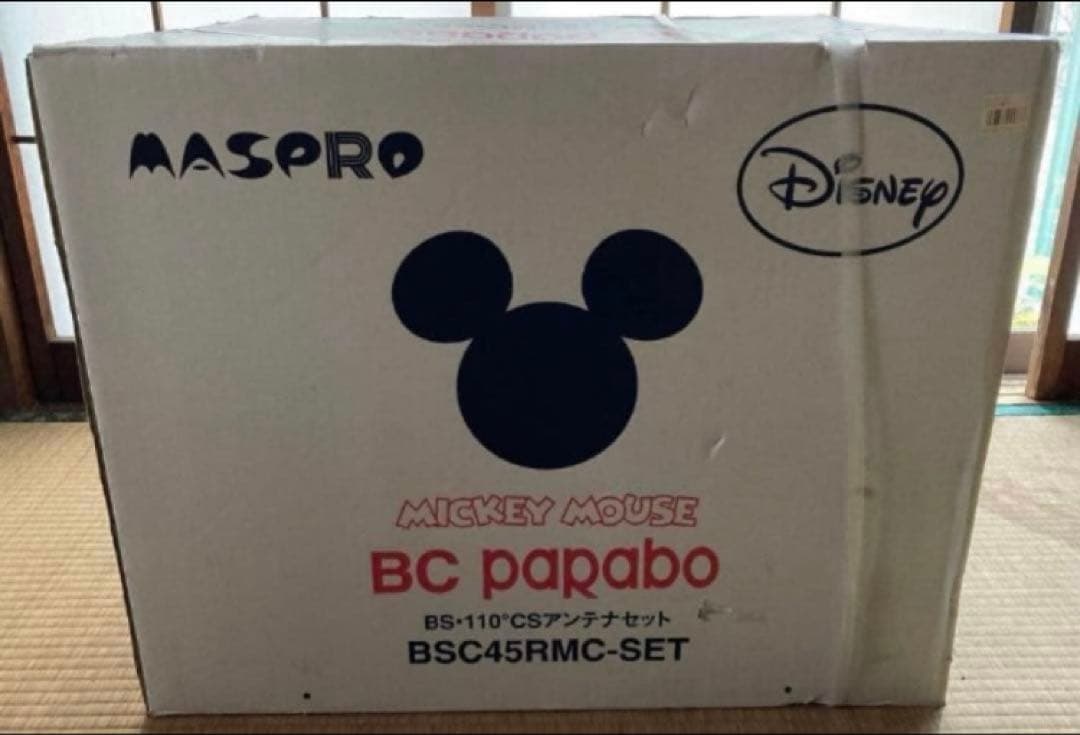 MASPRO
DISNEY
MICKEY MOUSE
BC PARabo
BS・110°CSアンテナセット
BSC45RMC-SET